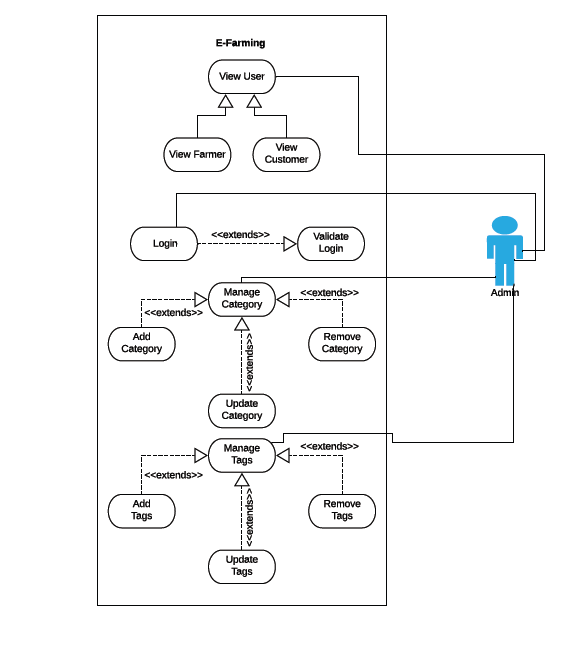 E-Farming
View User
View Farmer
View
Customer
<<extends>>
Login
Validate
Login
Admin
Manage
Category
<<extends>>
<<extends>>
Add
Category
<<extends>>
Remove
Category
Update
Category
Manage
Tags
<<extends>>
<<extends>>
Add
Tags
<<extends>>
Remove
Tags
Update
Tags